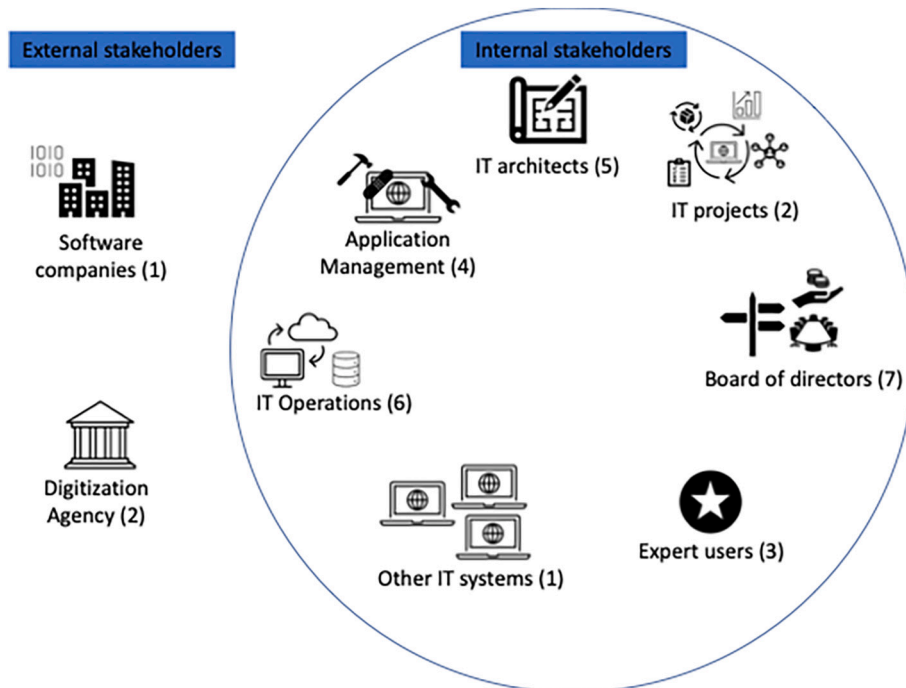 External stakeholders
Internal stakeholders
1010
1010
Software
companies (1)
Digitization
Agency (2)
IT architects (5)
IT projects (2)
Application
Management (4)
IT Operations (6)
Board of directors (7)
Other IT systems (1)
Expert users (3)